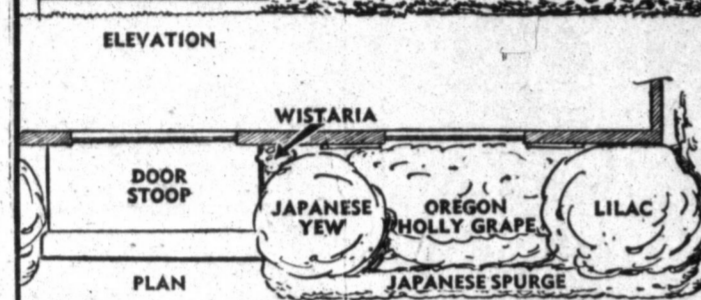 ELEVATION
WISTARIA
DOOR
STOOP
JAPANESE
YEW
OREGON
HOLLY GRAPE
LILAC
PLAN
JAPANESE SPURGE